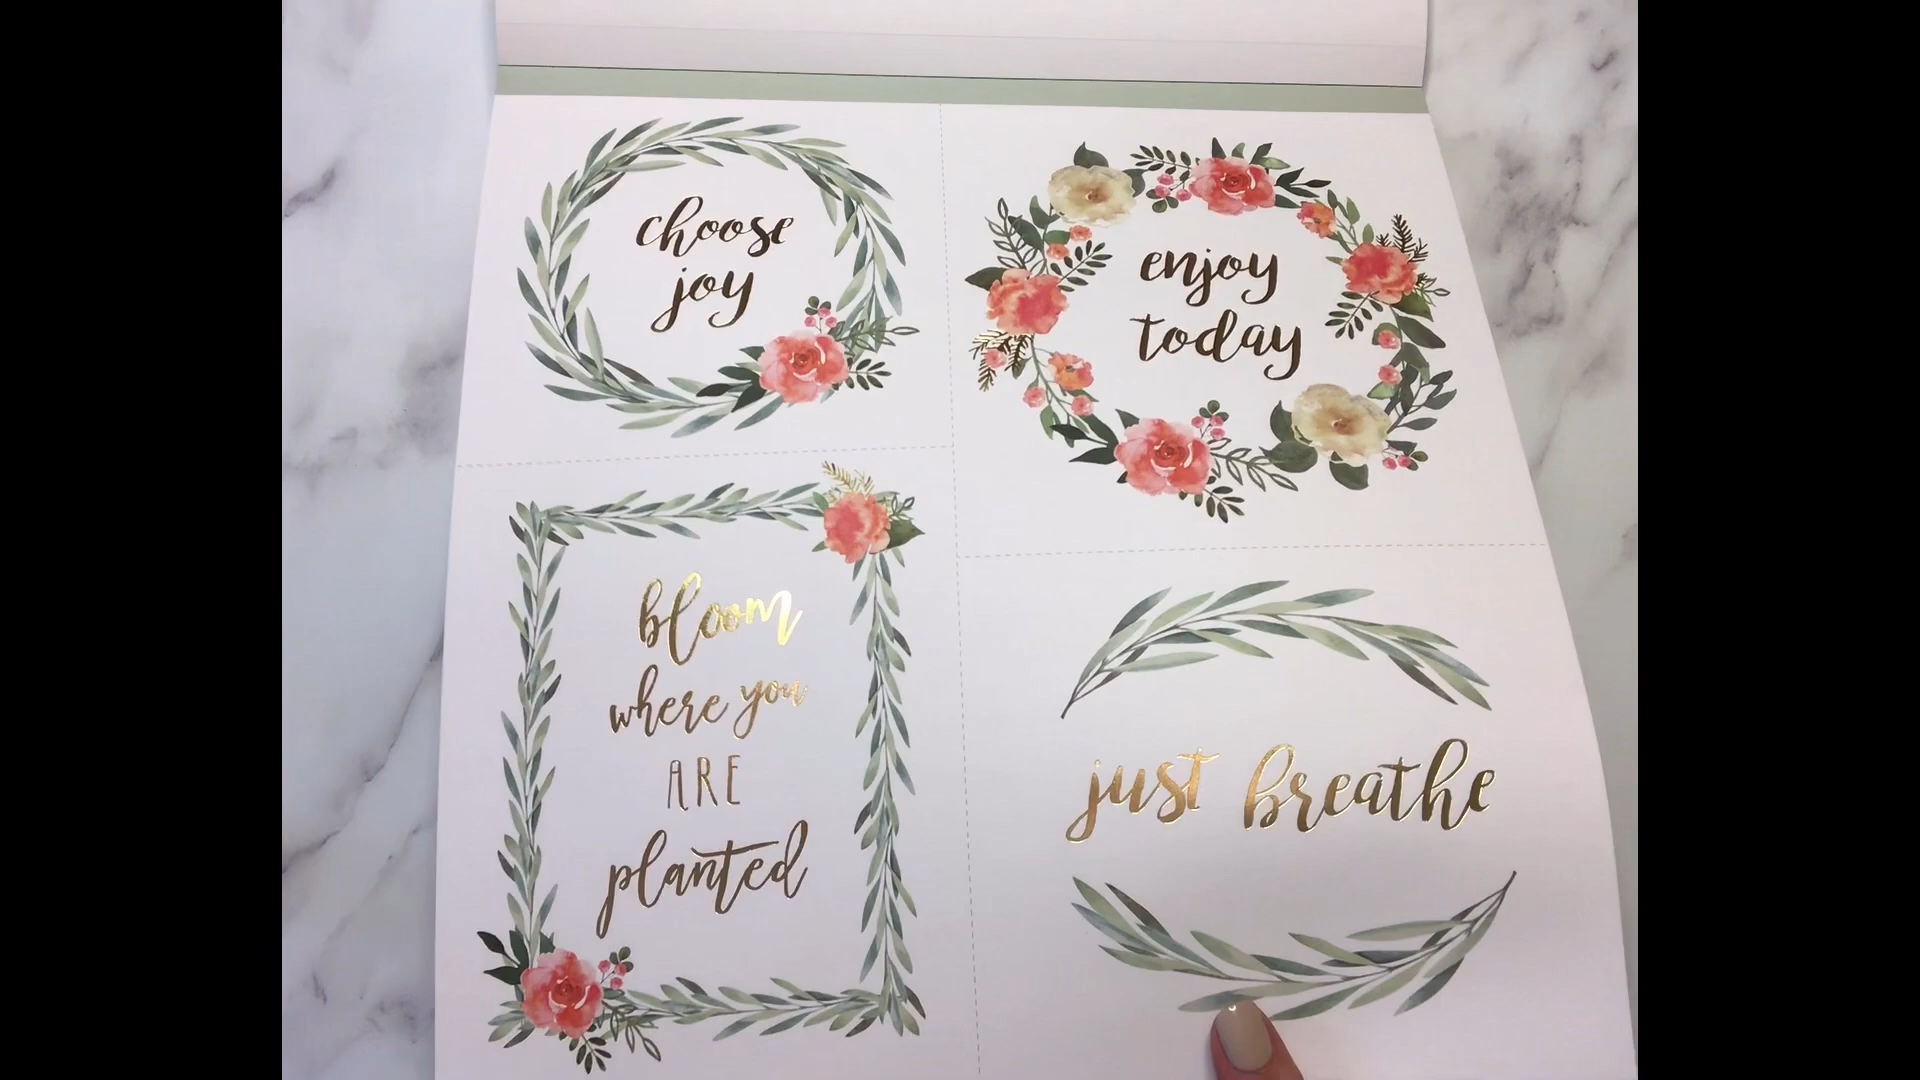 choose
joy
enjoy
today
bloom
where you
ARE
planted
just breathe